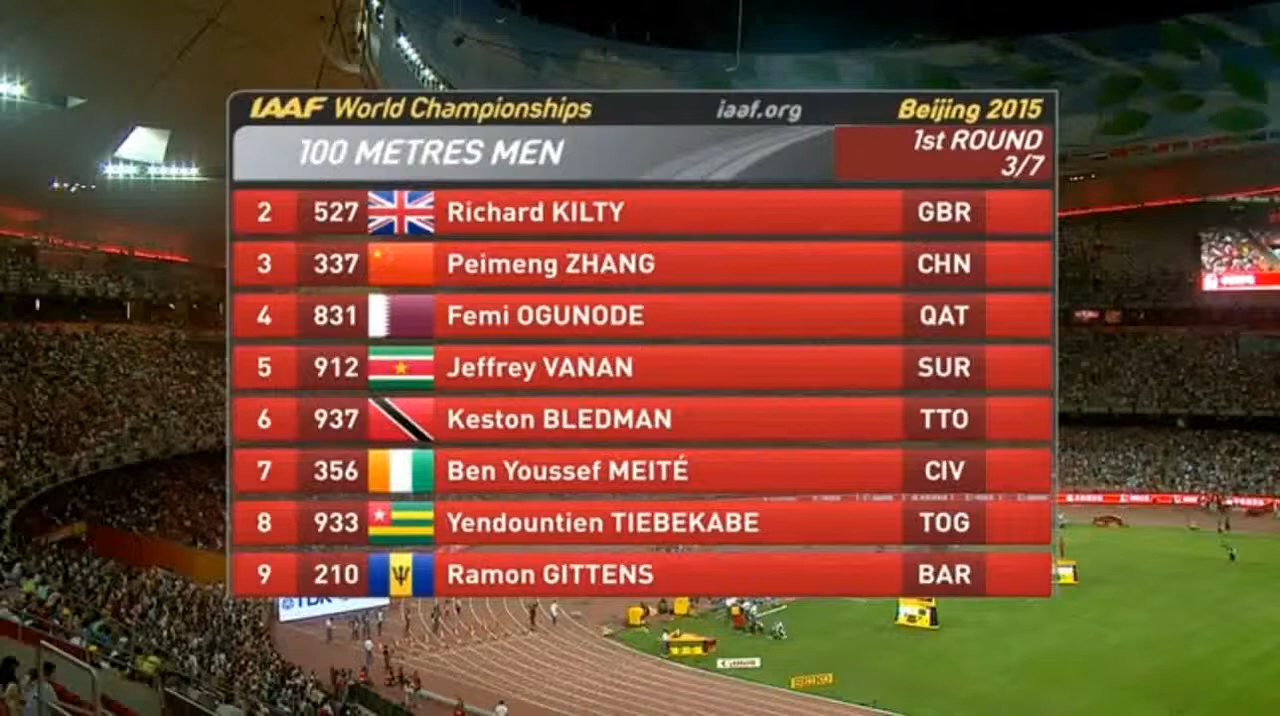 IAAF World Championships iaaf.org Beijing 2015
100 METRES MEN 1st ROUND
3/7
2 527 Richard KILTY GBR
3 337 Peimeng ZHANG CHN
4 831 Femi OGUNODE QAT
5 912 Jeffrey VANAN SUR
6 937 Keston BLEDMAN TTO
7 356 Ben Youssef MEITÉ CIV
8 933 Yendountien TIEBEKABE TOG
9 210 Ramon GITTENS BAR
TDK
SEIKO